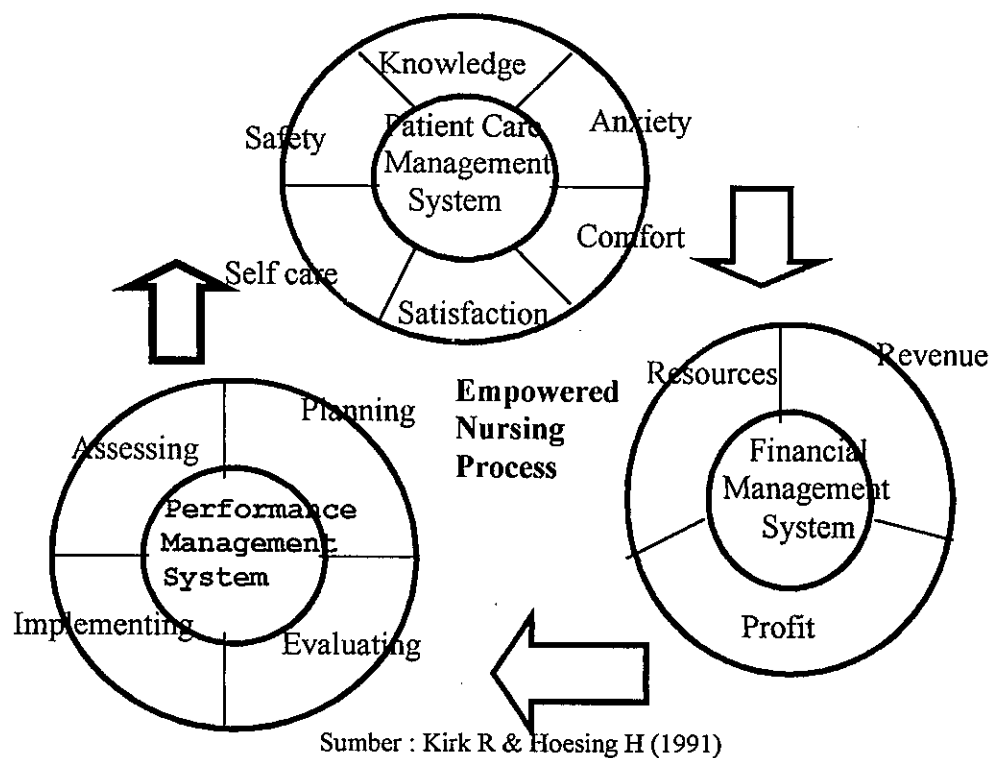 Knowledge
Safety
Patient Care
Management
System
Anxiety
Comfort
Self care
Satisfaction
Resources
Revenue
Financial
Management
System
Profit
Empowered
Nursing
Process
Assessing
Planning
Performance
Management
System
Implementing
Evaluating
Sumber : Kirk R & Hoesing H (1991)